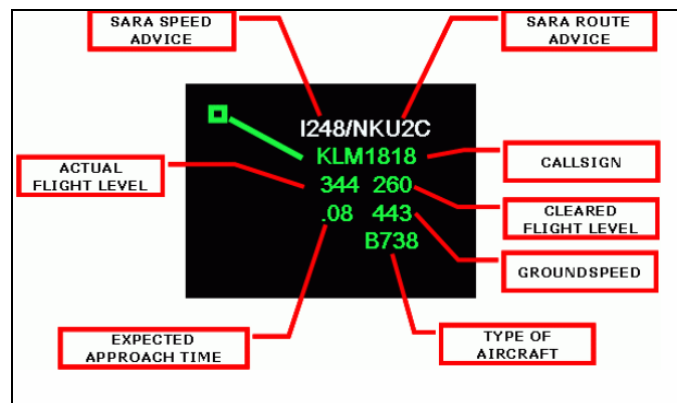 SARA SPEED
ADVICE
SARA ROUTE
ADVICE
I248/NKU2C
KLM1818
344 260
.08 443
B738
ACTUAL
FLIGHT LEVEL
CALLSIGN
CLEARED
FLIGHT LEVEL
GROUNDSPEED
EXPECTED
APPROACH TIME
TYPE OF
AIRCRAFT